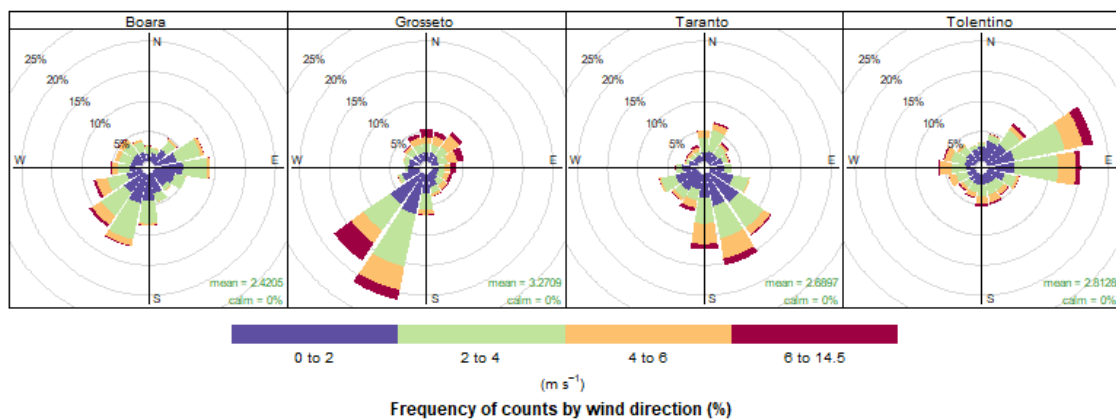 Boara
Grosseto
Taranto
Tolentino
N
25%
20%
15%
10%
5%
W
E
S
mean = 2.4205
calm = 0%
N
25%
20%
15%
10%
5%
W
E
S
mean = 3.2709
calm = 0%
N
25%
20%
15%
10%
5%
W
E
S
mean = 2.6897
calm = 0%
N
25%
20%
15%
10%
5%
W
E
S
mean = 2.8126
calm = 0%
0 to 2
2 to 4
4 to 6
6 to 14.5
(m s⁻¹)
Frequency of counts by wind direction (%)